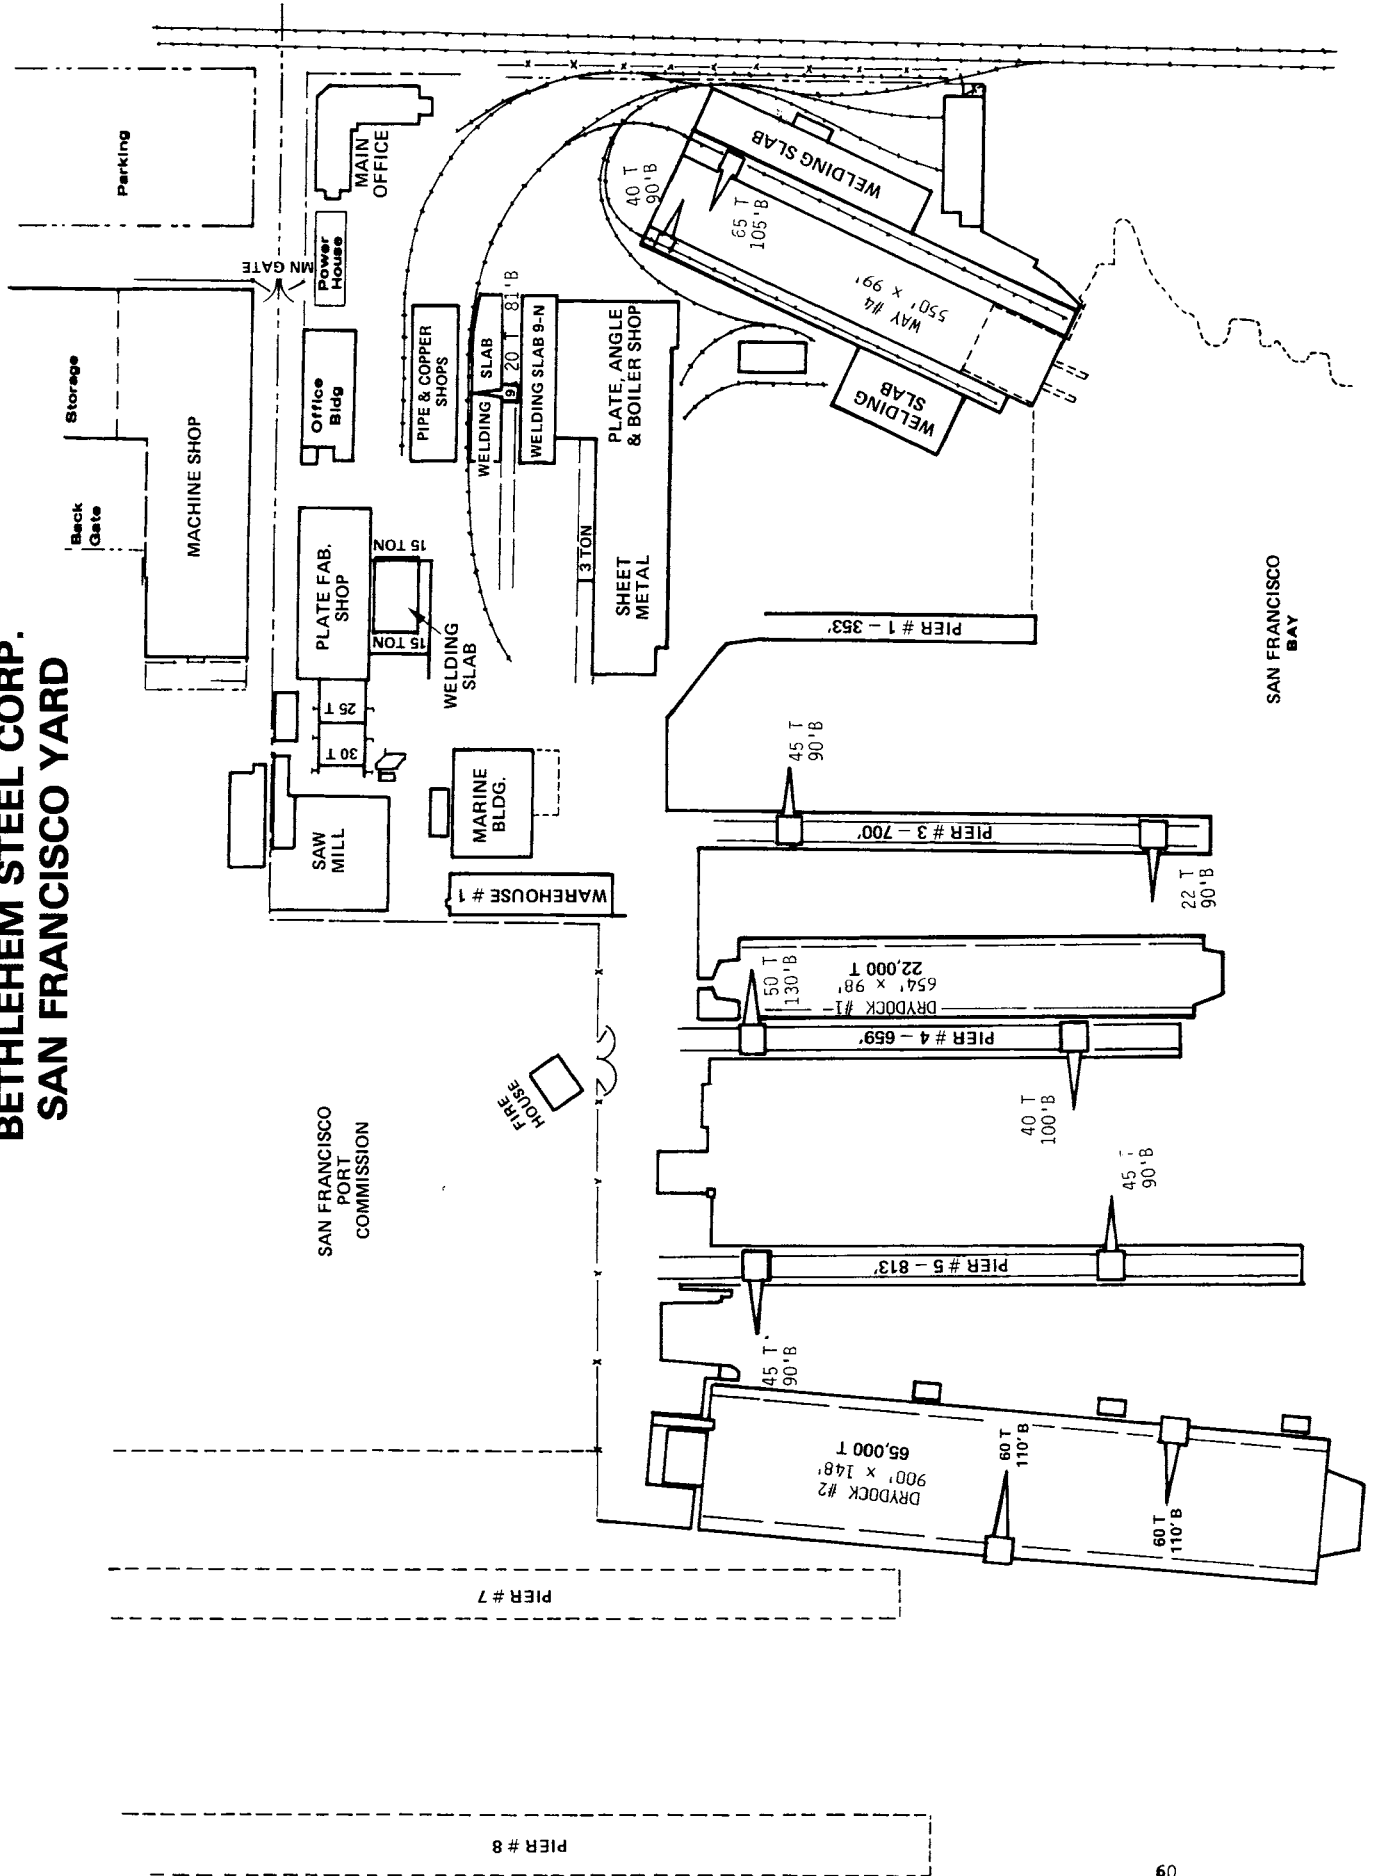 BETHLEHEM STEEL CORP.
SAN FRANCISCO YARD
Back
Gate
Storage
Parking
MACHINE SHOP
MN GATE
MAIN
OFFICE
Power
House
Office
Bldg
PLATE FAB.
SHOP
15 TON
15 TON
WELDING
SLAB
25 T
30 T
SAW
MILL
MARINE
BLDG.
WAREHOUSE # 1
PIPE & COPPER
SHOPS
WELDING SLAB
9
20 T 81'B
WELDING SLAB 9-N
PLATE, ANGLE
& BOILER SHOP
3 TON
SHEET
METAL
40 T
90'B
65 T
105'B
WELDING SLAB
WAY #4
550' x 99'
WELDING
SLAB
PIER # 1 – 353'
SAN FRANCISCO
BAY
45 T
90'B
PIER # 3 – 700'
22 T
90'B
50 T
130'B
DRYDOCK #1
654' x 98'
22,000 T
PIER # 4 – 659'
40 T
100'B
FIRE
HOUSE
SAN FRANCISCO
PORT
COMMISSION
45
90'B
PIER # 5 – 813'
45 T
90'B
DRYDOCK #2
900' x 148'
65,000 T
60 T
110'B
60 T
110'B
PIER # 7
PIER # 8
60